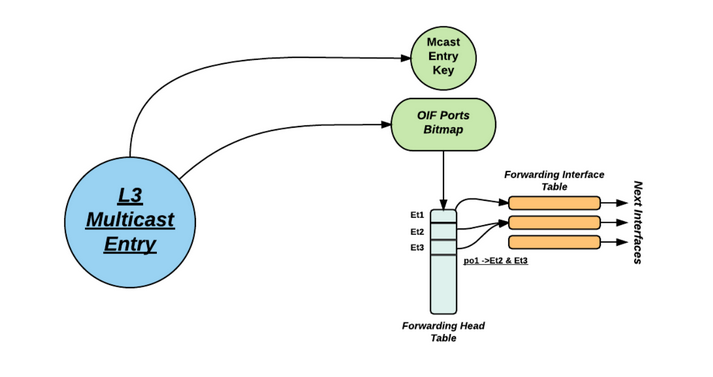 Mcast
Entry
Key
OIF Ports
Bitmap
L3
Multicast
Entry
Forwarding Interface
Table
Next Interfaces
Et1
Et2
Et3
po1 ->Et2 & Et3
Forwarding Head
Table